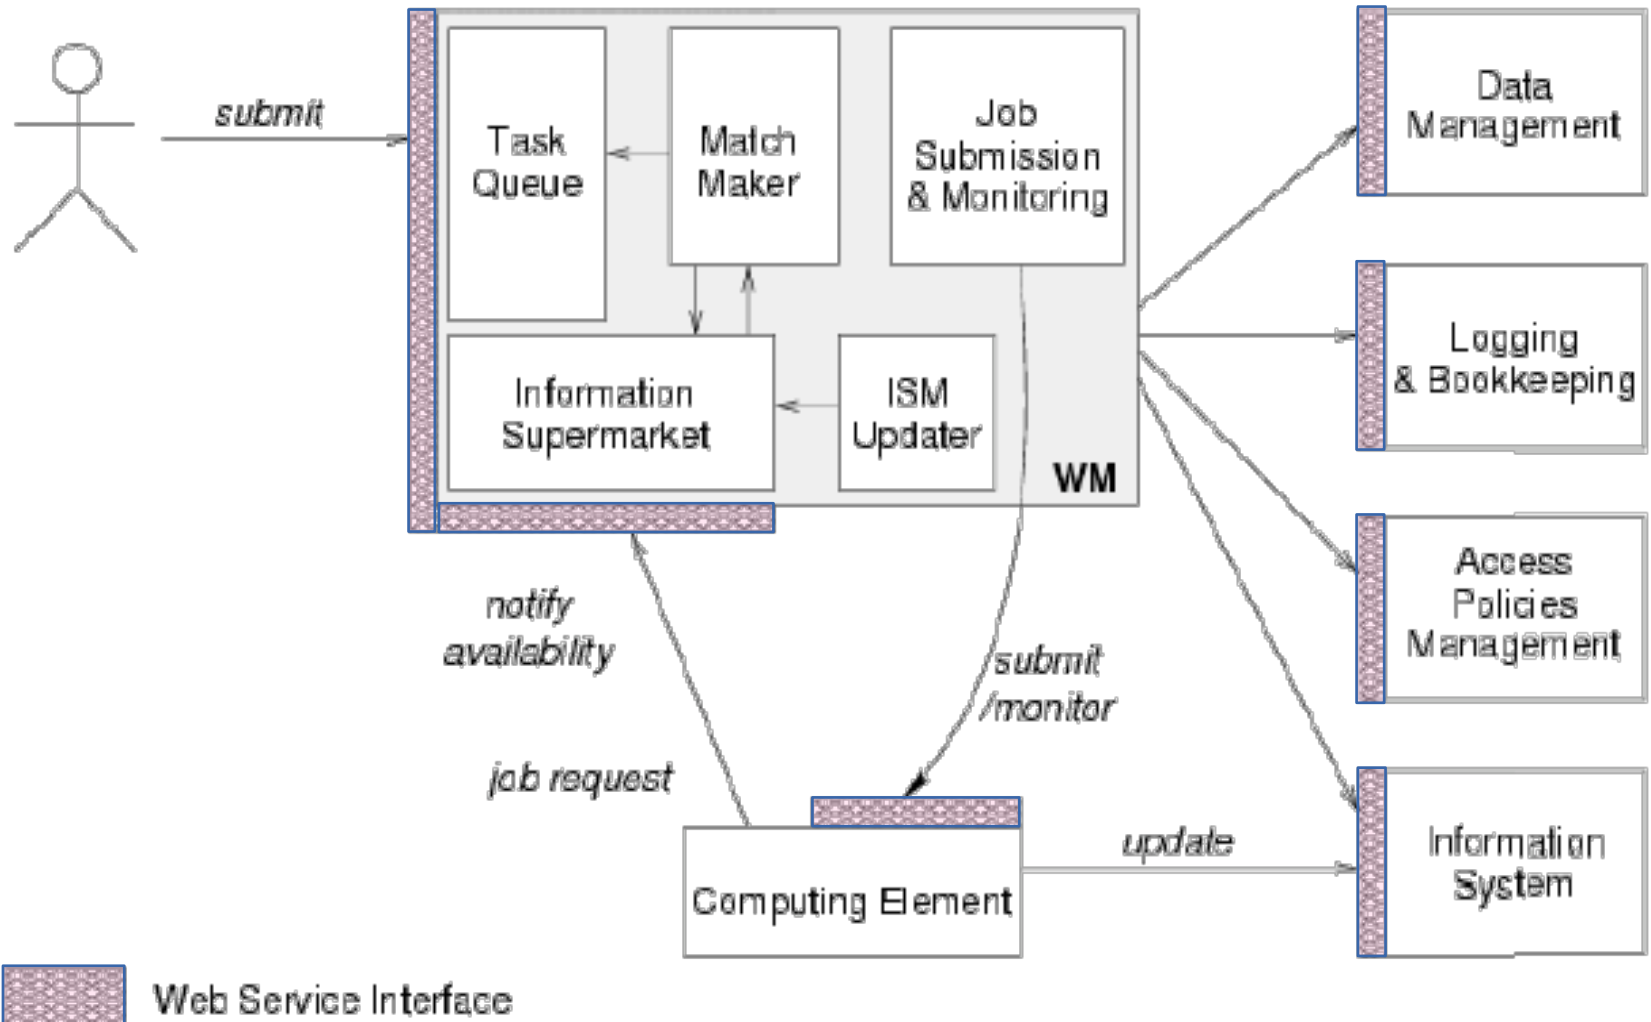 submit
Task
Queue
Match
Maker
Job
Submission
& Monitoring
Information
Supermarket
ISM
Updater
WM
Data
Management
Logging
& Bookkeeping
Access
Policies
Management
Information
System
notify
availability
job request
submit
/monitor
update
Computing Element
Web Service Interface